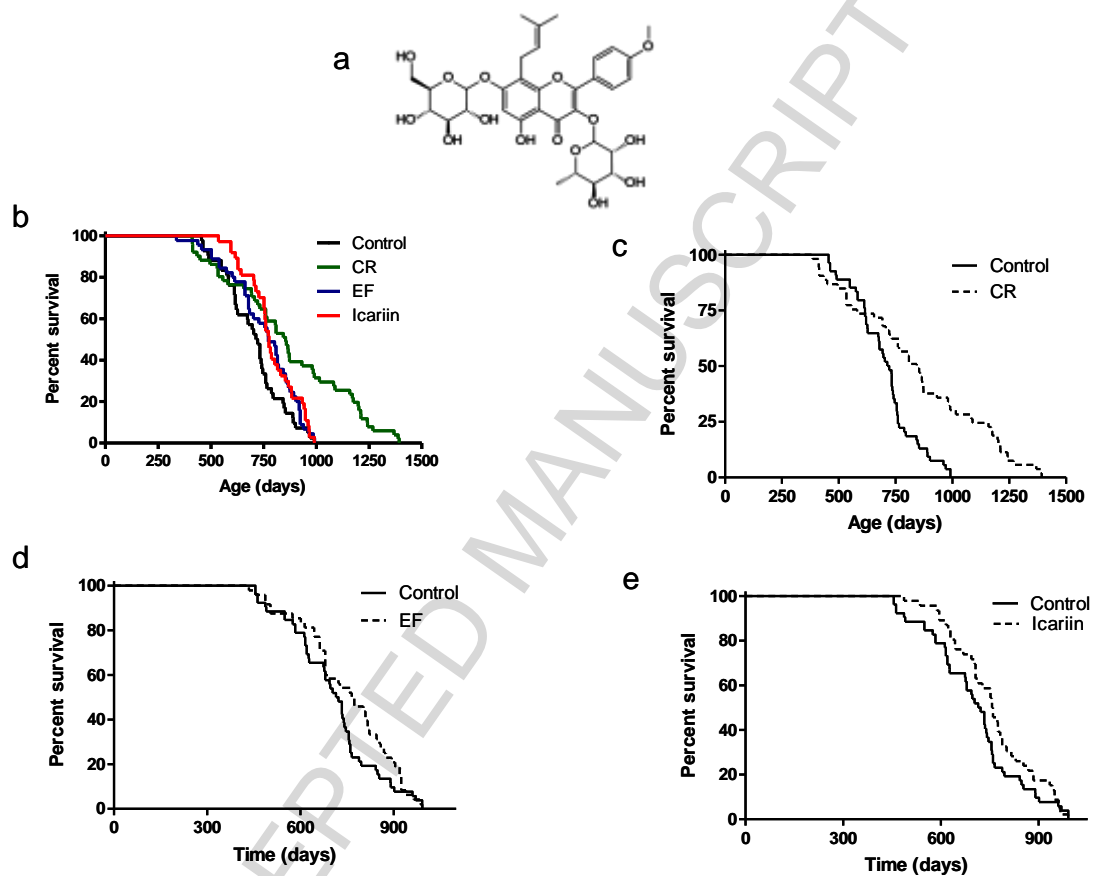 a
HO
HO
OH
OH
O
O
OH
O
O
O
O
O
OH
OH
OH
b
100
80
60
40
20
0
Percent survival
0 250 500 750 1000 1250 1500
Age (days)
Control
CR
EF
Icariin
c
100
75
50
25
0
Percent survival
0 250 500 750 1000 1250 1500
Age (days)
Control
CR
d
100
80
60
40
20
0
Percent survival
0 300 600 900
Time (days)
Control
EF
e
100
80
60
40
20
0
Percent survival
0 300 600 900
Time (days)
Control
Icariin
EPTED MANUSCRIPT